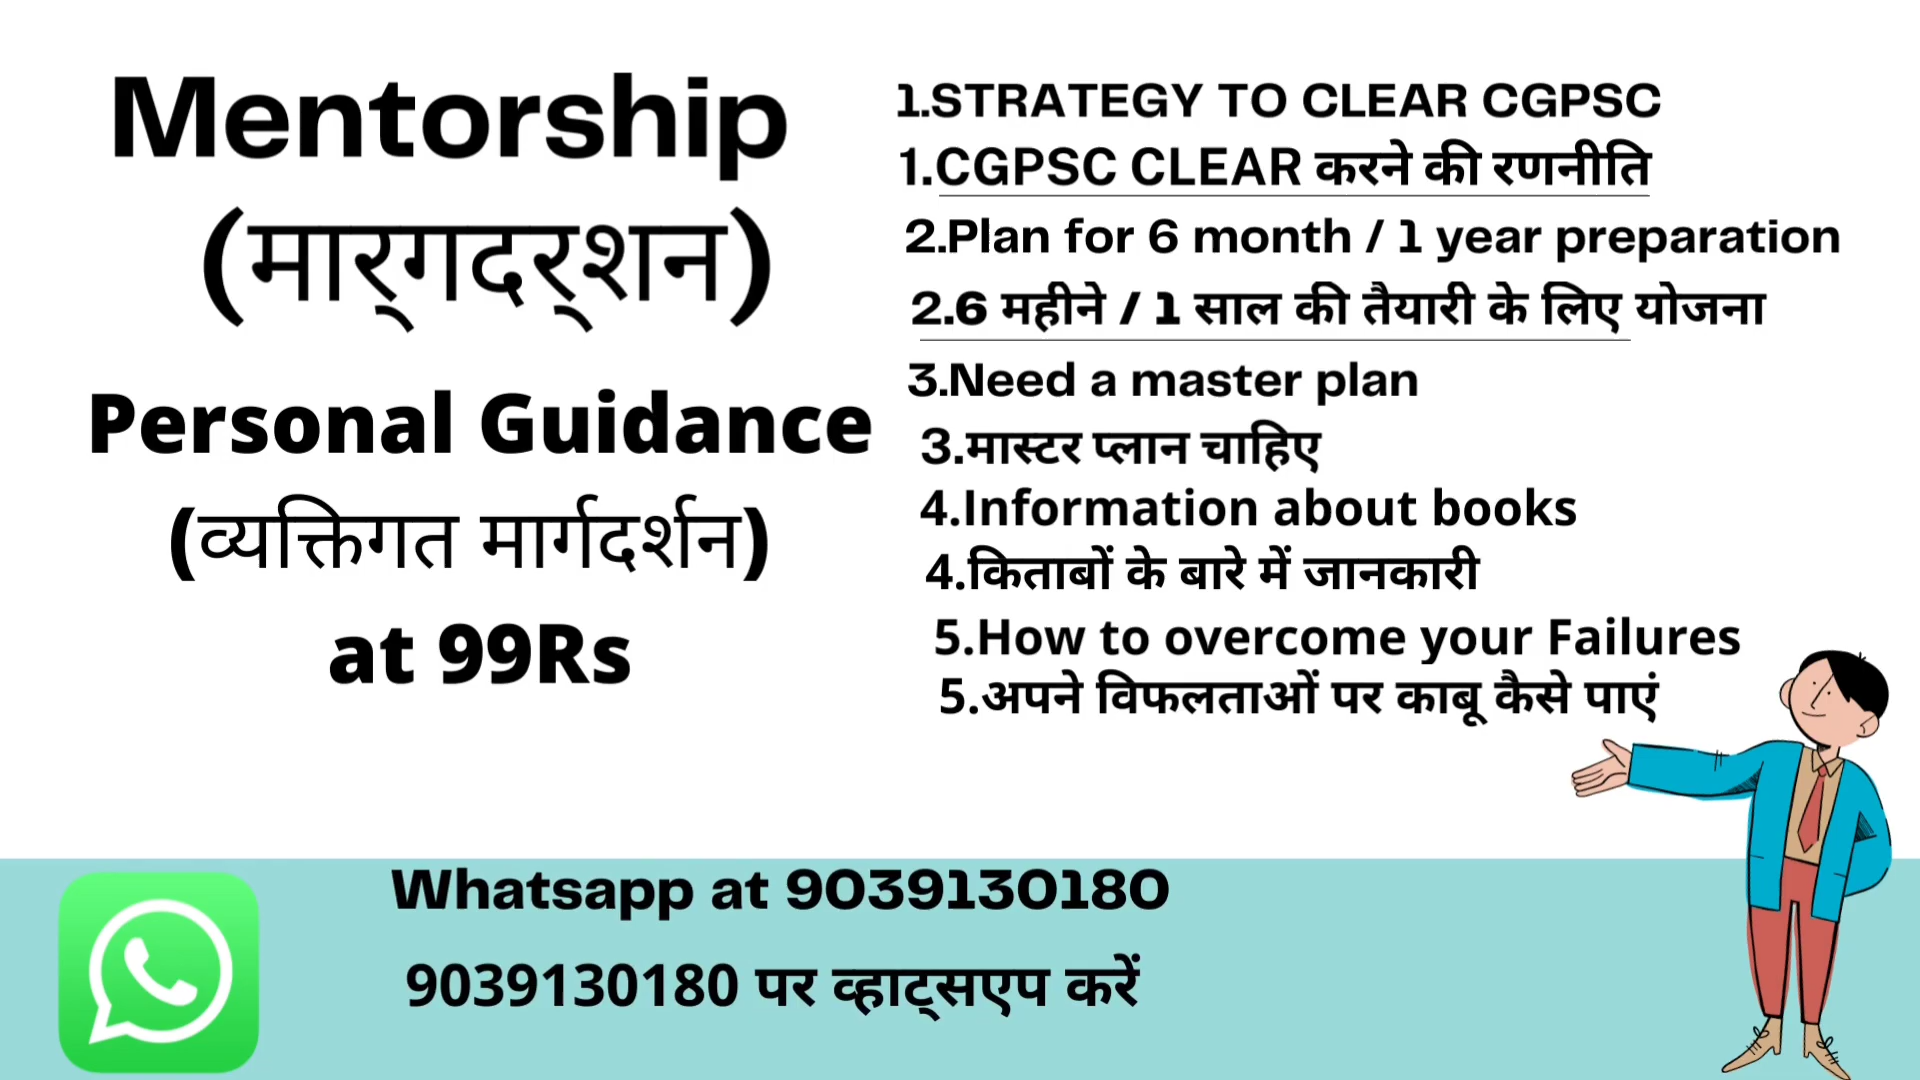 Mentorship
(मार्‌गदर्‌शन)
Personal Guidance
(व्यक्तिगत मार्गदर्शन)
at 99Rs
1.STRATEGY TO CLEAR CGPSC
1.CGPSC CLEAR करने की रणनीति
2.Plan for 6 month / 1 year preparation
2.6 महीने / 1 साल की तैयारी के लिए योजना
3.Need a master plan
3.मास्टर प्लान चाहिए
4.Information about books
4.किताबों के बारे में जानकारी
5.How to overcome your Failures
5.अपने विफलताओं पर काबू कैसे पाएं
Whatsapp at 9039130180
9039130180 पर व्हाट्सएप करें